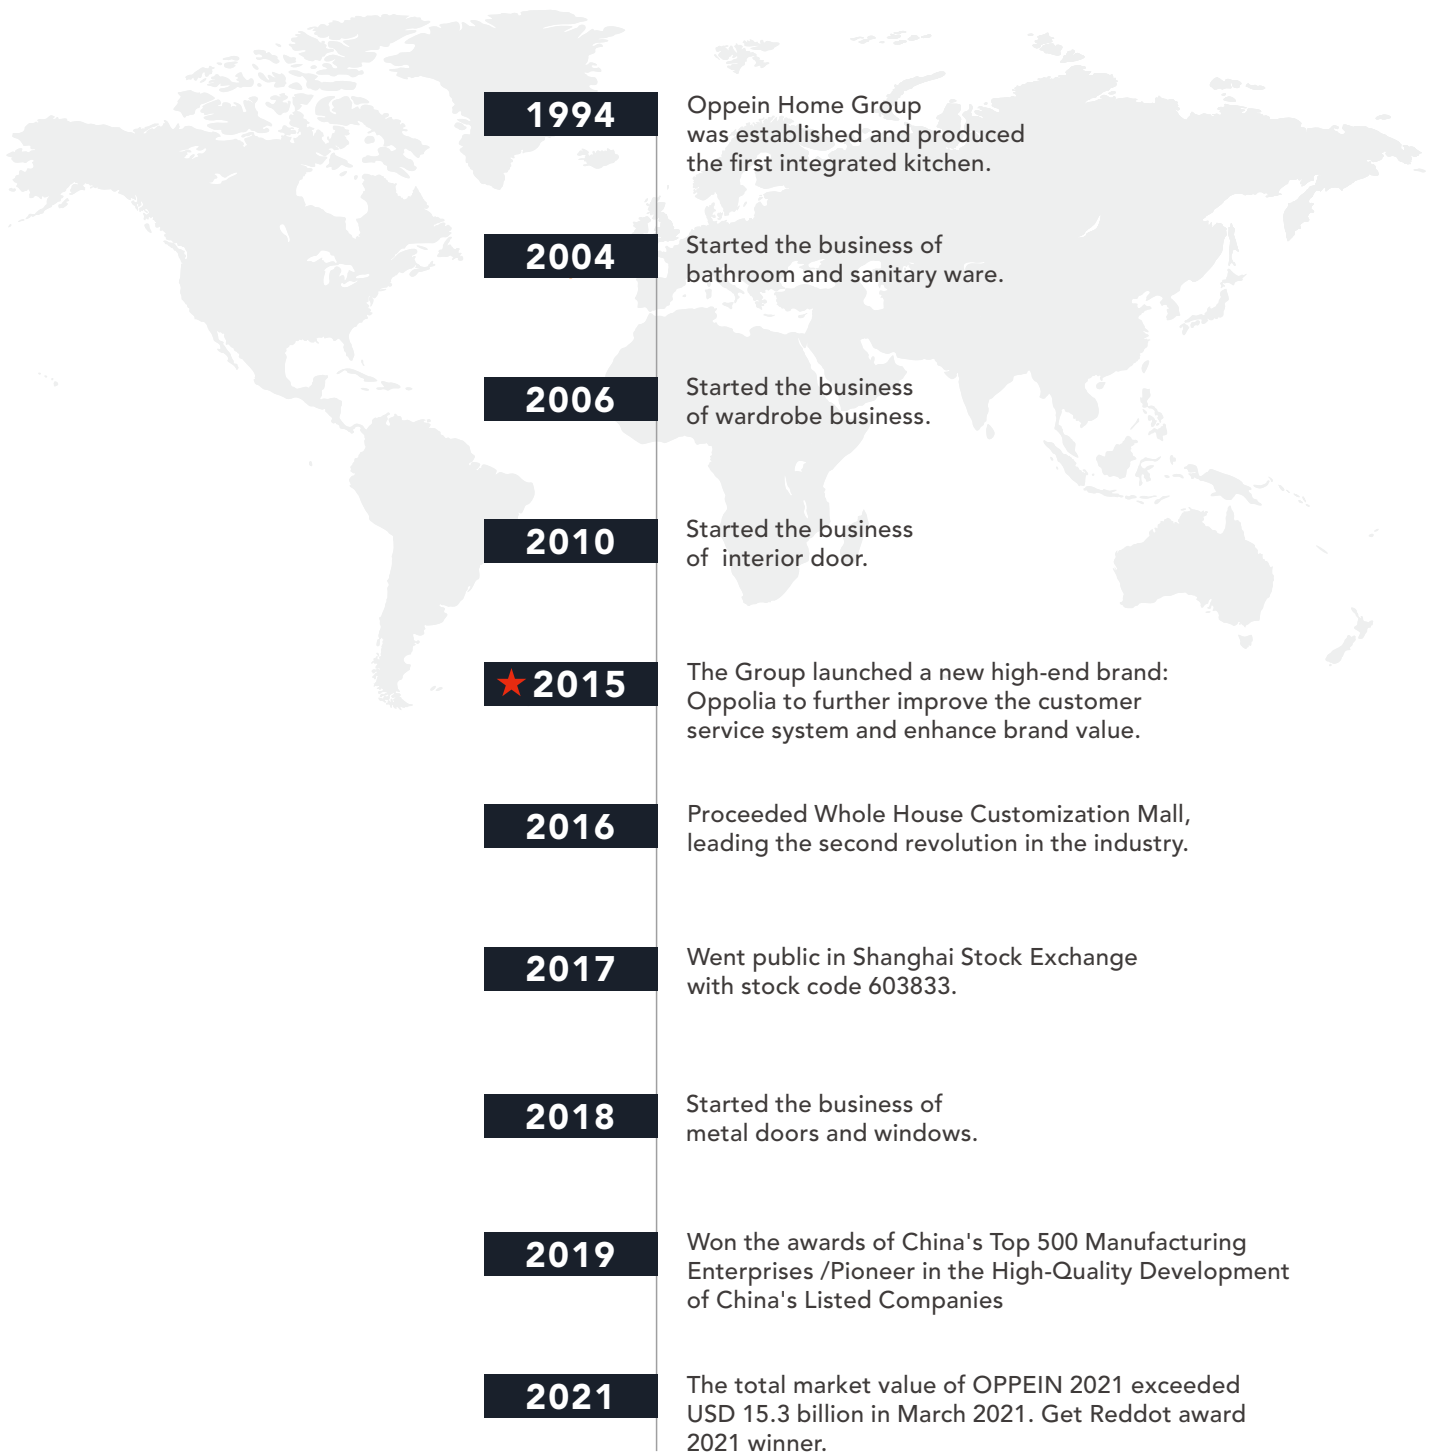 1994
Oppein Home Group
was established and produced
the first integrated kitchen.
2004
Started the business of
bathroom and sanitary ware.
2006
Started the business
of wardrobe business.
2010
Started the business
of  interior door.
2015
The Group launched a new high-end brand:
Oppolia to further improve the customer
service system and enhance brand value.
2016
Proceeded Whole House Customization Mall,
leading the second revolution in the industry.
2017
Went public in Shanghai Stock Exchange
with stock code 603833.
2018
Started the business of
metal doors and windows.
2019
Won the awards of China's Top 500 Manufacturing
Enterprises /Pioneer in the High-Quality Development
of China's Listed Companies
2021
The total market value of OPPEIN 2021 exceeded
USD 15.3 billion in March 2021. Get Reddot award
2021 winner.